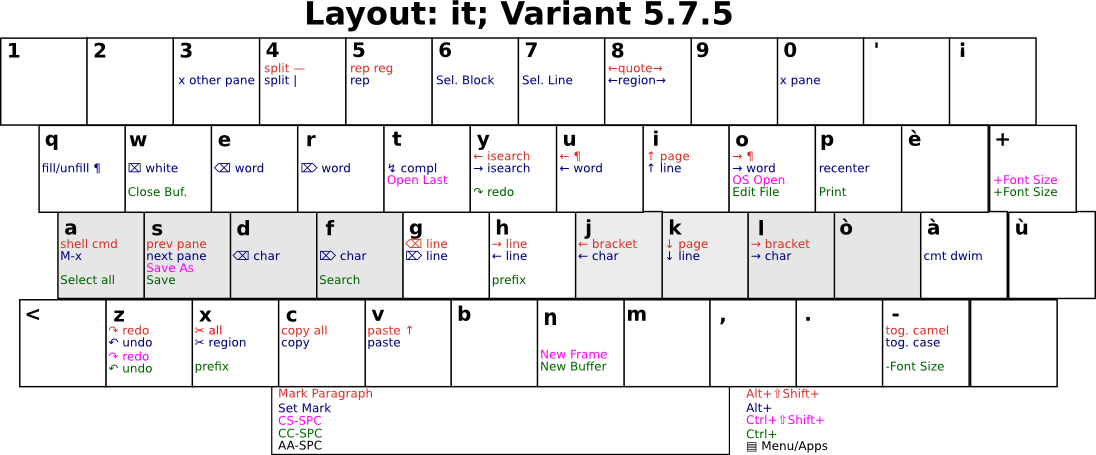 Layout: it; Variant 5.7.5
1
2
3
x other pane
4
split —
split |
5
rep reg
rep
6
Sel. Block
7
Sel. Line
8
←quote→
←region→
9
0
x pane
'
ì
q
fill/unfill ¶
w
⌧ white
Close Buf.
e
⌫ word
r
⌦ word
t
↯ compl
Open Last
y
← isearch
→ isearch
↷ redo
u
← ¶
← word
i
↑ page
↑ line
o
→ ¶
→ word
OS Open
Edit File
p
recenter
Print
è
+
+Font Size
+Font Size
a
shell cmd
M-x
Select all
s
prev pane
next pane
Save As
Save
d
⌫ char
f
⌦ char
Search
g
⌫ line
⌦ line
h
→ line
← line
prefix
j
← bracket
← char
k
↓ page
↓ line
l
→ bracket
→ char
ò
à
cmt dwim
ù
<
z
↷ redo
↶ undo
↷ redo
↶ undo
x
✂ all
✂ region
prefix
c
copy all
copy
v
paste ↑
paste
b
n
New Frame
New Buffer
m
,
.
-
tog. camel
tog. case
-Font Size
Mark Paragraph
Set Mark
CS-SPC
CC-SPC
AA-SPC
Alt+⇧Shift+
Alt+
Ctrl+⇧Shift+
Ctrl+
▤ Menu/Apps